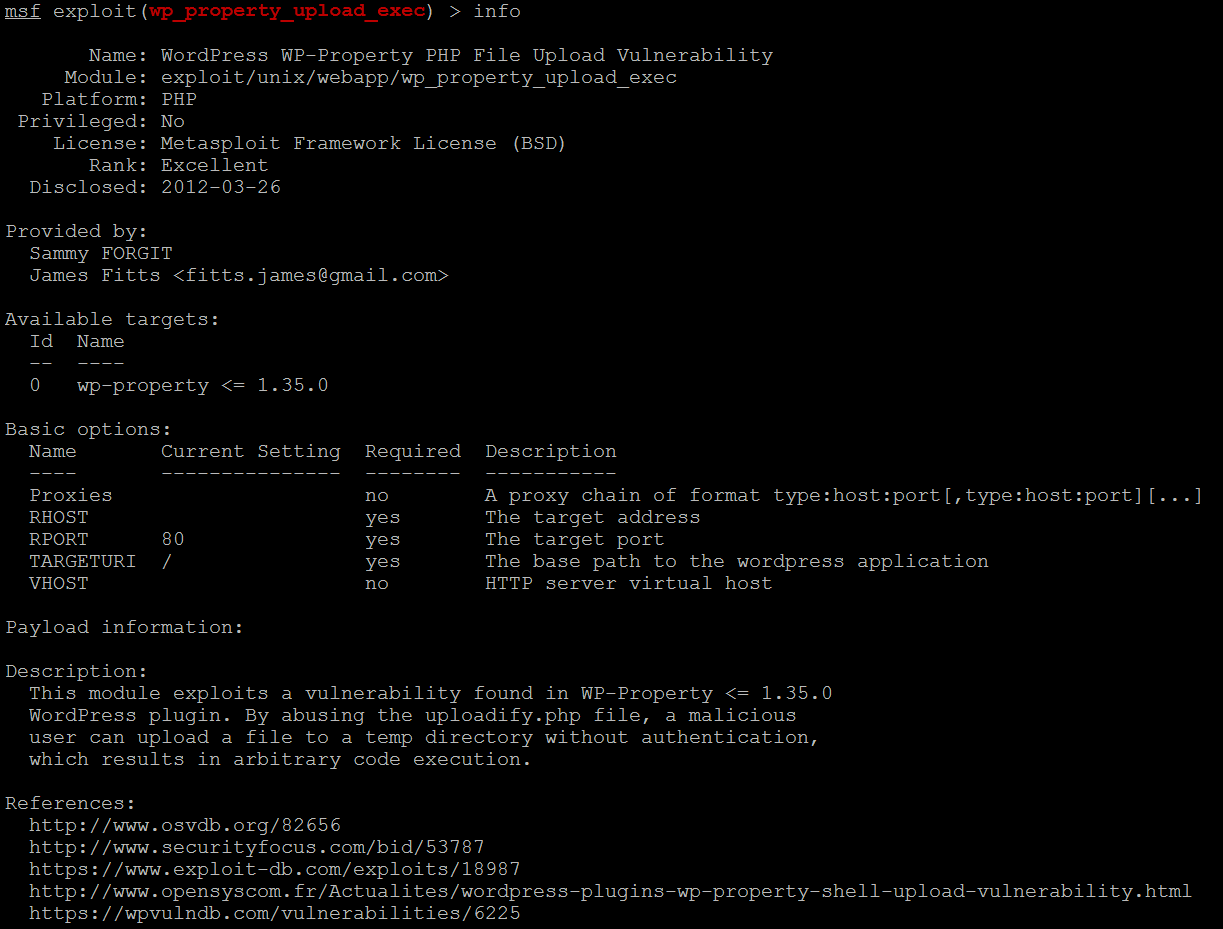 msf exploit(wp_property_upload_exec) > info
Name: WordPress WP-Property PHP File Upload Vulnerability
Module: exploit/unix/webapp/wp_property_upload_exec
Platform: PHP
Privileged: No
License: Metasploit Framework License (BSD)
Rank: Excellent
Disclosed: 2012-03-26
Provided by:
Sammy FORGIT
James Fitts <fitts.james@gmail.com>
Available targets:
Id  Name
--  ----
0   wp-property <= 1.35.0
Basic options:
Name       Current Setting  Required  Description
----       ---------------  --------  -----------
Proxies                     no        A proxy chain of format type:host:port[,type:host:port][...]
RHOST                       yes       The target address
RPORT      80               yes       The target port
TARGETURI  /                yes       The base path to the wordpress application
VHOST                       no        HTTP server virtual host
Payload information:
Description:
This module exploits a vulnerability found in WP-Property <= 1.35.0
WordPress plugin. By abusing the uploadify.php file, a malicious
user can upload a file to a temp directory without authentication,
which results in arbitrary code execution.
References:
http://www.osvdb.org/82656
http://www.securityfocus.com/bid/53787
https://www.exploit-db.com/exploits/18987
http://www.opensyscom.fr/Actualites/wordpress-plugins-wp-property-shell-upload-vulnerability.html
https://wpvulndb.com/vulnerabilities/6225